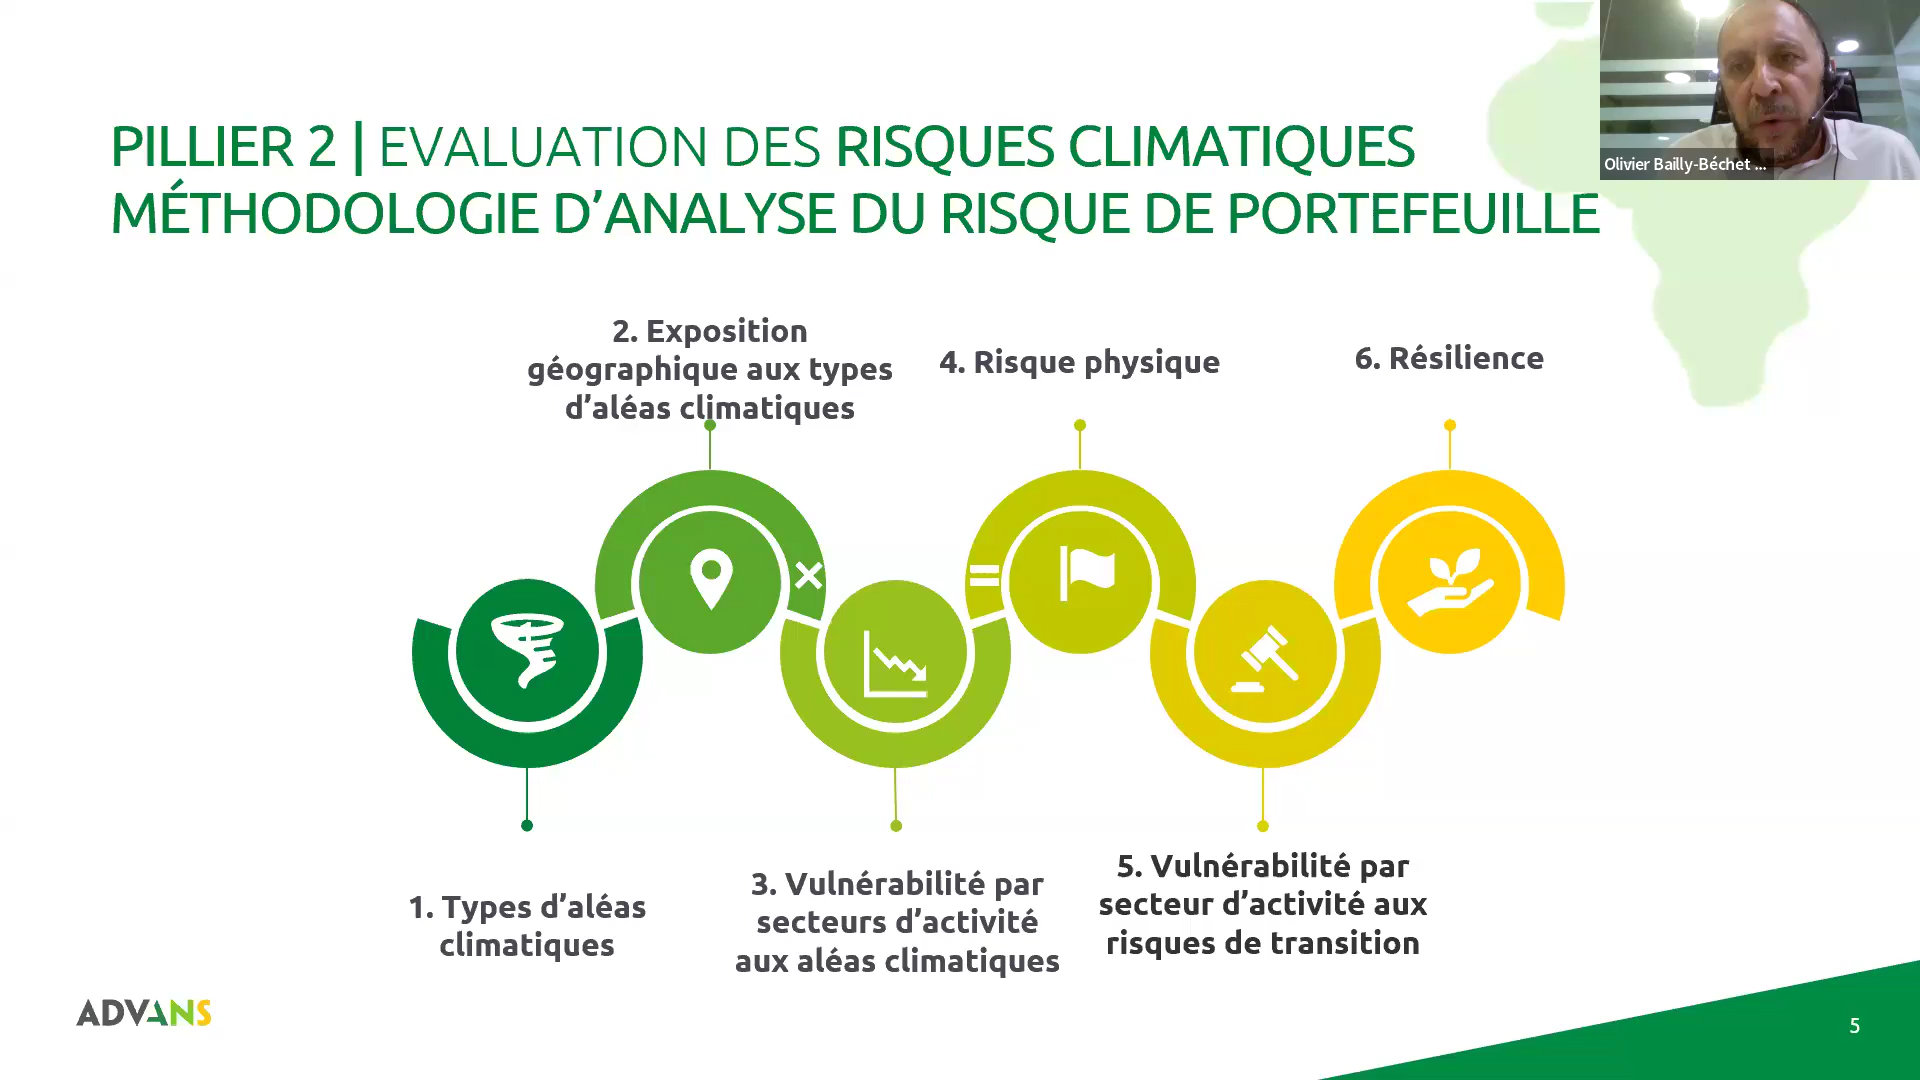 PILLIER 2 | EVALUATION DES RISQUES CLIMATIQUES
MÉTHODOLOGIE D’ANALYSE DU RISQUE DE PORTEFEUILLE
Olivier Bailly-Béchet ...
2. Exposition
géographique aux types
d’aléas climatiques
4. Risque physique
6. Résilience
×
=
1. Types d’aléas
climatiques
3. Vulnérabilité par
secteurs d’activité
aux aléas climatiques
5. Vulnérabilité par
secteur d’activité aux
risques de transition
ADVANS
5